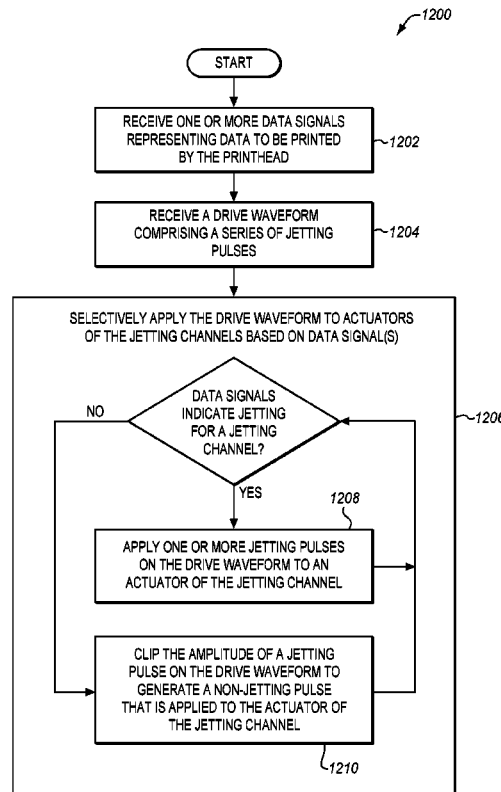 1200
START
RECEIVE ONE OR MORE DATA SIGNALS
REPRESENTING DATA TO BE PRINTED
BY THE PRINTHEAD
1202
RECEIVE A DRIVE WAVEFORM
COMPRISING A SERIES OF JETTING
PULSES
1204
SELECTIVELY APPLY THE DRIVE WAVEFORM TO ACTUATORS
OF THE JETTING CHANNELS BASED ON DATA SIGNAL(S)
1206
DATA SIGNALS
INDICATE JETTING
FOR A JETTING
CHANNEL?
NO
YES
1208
APPLY ONE OR MORE JETTING PULSES
ON THE DRIVE WAVEFORM TO AN
ACTUATOR OF THE JETTING CHANNEL
CLIP THE AMPLITUDE OF A JETTING
PULSE ON THE DRIVE WAVEFORM TO
GENERATE A NON-JETTING PULSE
THAT IS APPLIED TO THE ACTUATOR OF
THE JETTING CHANNEL
1210